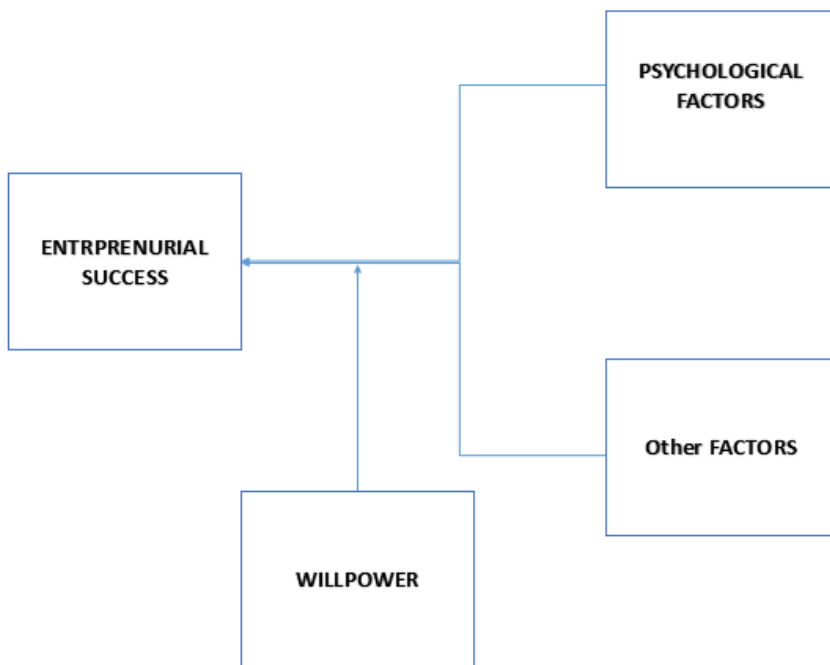 PSYCHOLOGICAL
FACTORS
ENTRPRENURIAL
SUCCESS
Other FACTORS
WILLPOWER